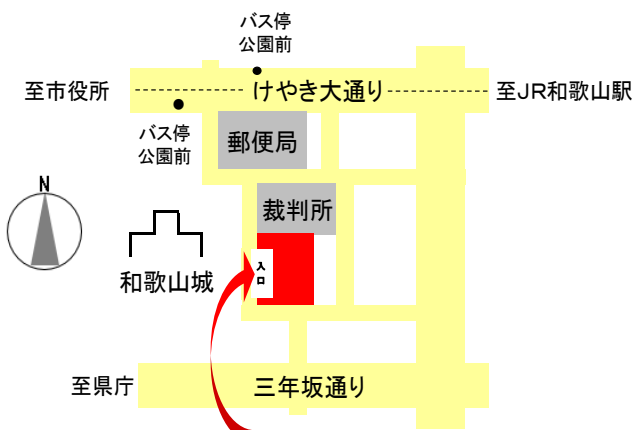 バス停
公園前
至市役所
けやき大通り
至JR和歌山駅
バス停
公園前
郵便局
N
裁判所
和歌山城
入口
至県庁
三年坂通り